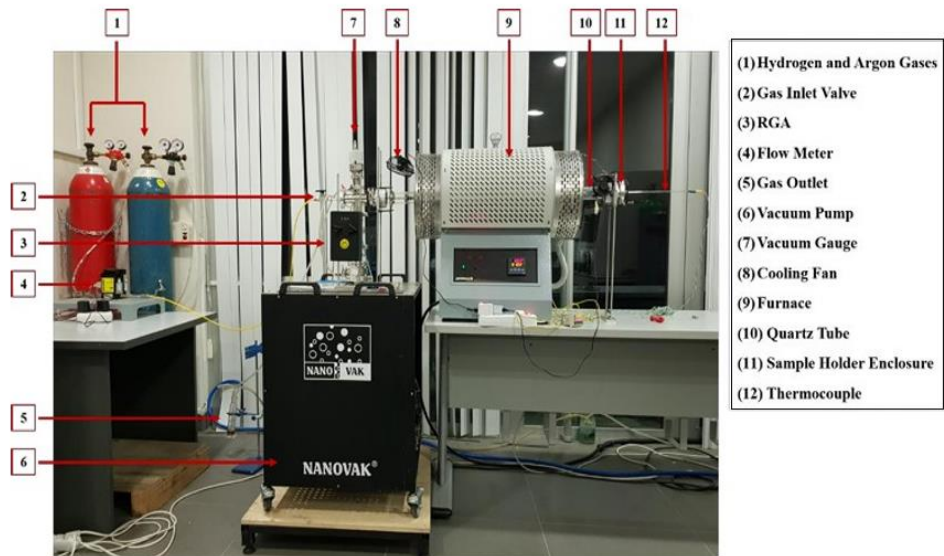 1
7
8
9
10
11
12
2
3
4
5
6
NANO VAK
NANOVAK®
(1) Hydrogen and Argon Gases
(2) Gas Inlet Valve
(3) RGA
(4) Flow Meter
(5) Gas Outlet
(6) Vacuum Pump
(7) Vacuum Gauge
(8) Cooling Fan
(9) Furnace
(10) Quartz Tube
(11) Sample Holder Enclosure
(12) Thermocouple